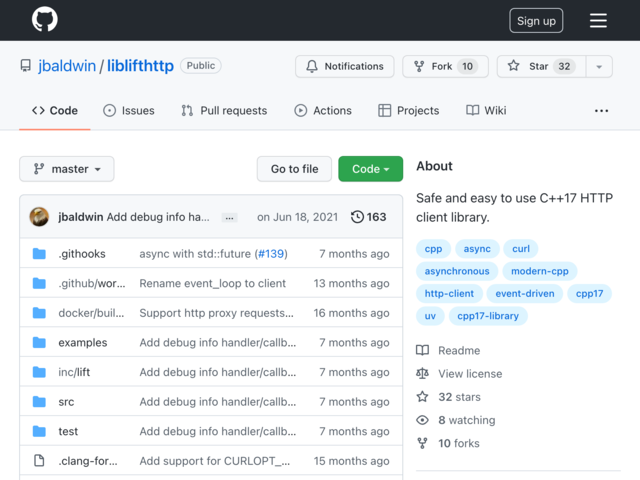 Sign up
jbaldwin / liblifthttp Public
Notifications Fork 10 Star 32
Code Issues Pull requests Actions Projects Wiki ...
master Go to file Code
jbaldwin Add debug info ha... ... on Jun 18, 2021 163
.githooks async with std::future (#139) 7 months ago
.github/wor... Rename event_loop to client 13 months ago
docker/buil... Support http proxy requests... 16 months ago
examples Add debug info handler/callb... 7 months ago
inc/lift Add debug info handler/callb... 7 months ago
src Add debug info handler/callb... 7 months ago
test Add debug info handler/callb... 7 months ago
.clang-for... Add support for CURLOPT_... 15 months ago
About
Safe and easy to use C++17 HTTP
client library.
cpp async curl
asynchronous modern-cpp
http-client event-driven cpp17
uv cpp17-library
Readme
View license
32 stars
8 watching
10 forks